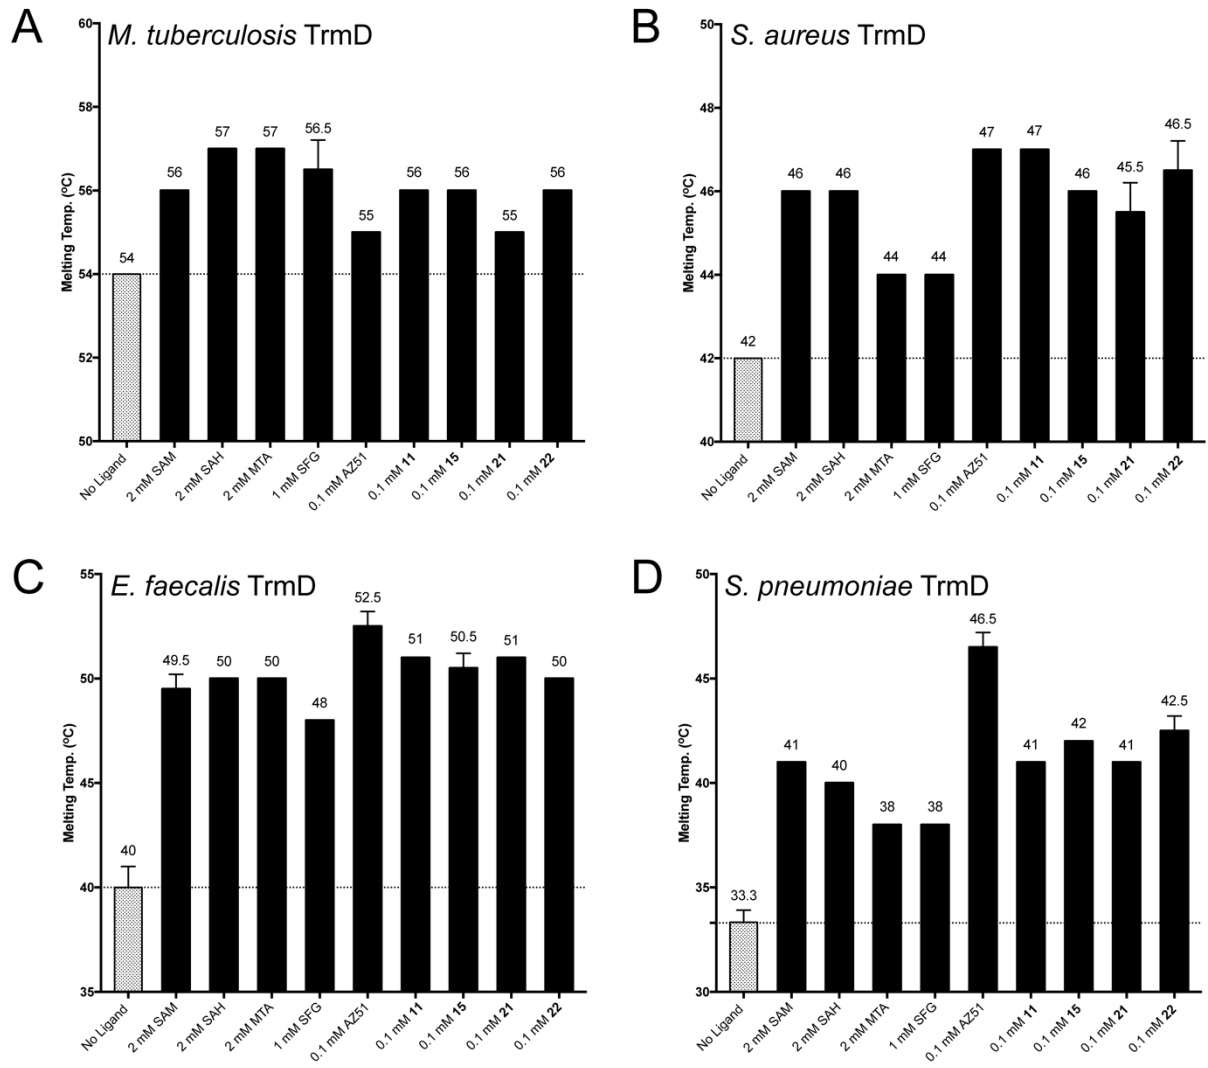 A
M. tuberculosis TrmD
Melting Temp. (ºC)
60
58
56
54
52
50
54
56
57
57
56.5
55
56
56
55
56
No Ligand
2 mM SAM
2 mM SAH
2 mM MTA
1 mM SFG
0.1 mM AZ51
0.1 mM 11
0.1 mM 15
0.1 mM 21
0.1 mM 22
B
S. aureus TrmD
Melting Temp. (ºC)
50
48
46
44
42
40
42
46
46
44
44
47
47
46
45.5
46.5
No Ligand
2 mM SAM
2 mM SAH
2 mM MTA
1 mM SFG
0.1 mM AZ51
0.1 mM 11
0.1 mM 15
0.1 mM 21
0.1 mM 22
C
E. faecalis TrmD
Melting Temp. (ºC)
55
50
45
40
35
40
49.5
50
50
48
52.5
51
50.5
51
50
No Ligand
2 mM SAM
2 mM SAH
2 mM MTA
1 mM SFG
0.1 mM AZ51
0.1 mM 11
0.1 mM 15
0.1 mM 21
0.1 mM 22
D
S. pneumoniae TrmD
Melting Temp. (ºC)
50
45
40
35
30
33.3
41
40
38
38
46.5
41
42
41
42.5
No Ligand
2 mM SAM
2 mM SAH
2 mM MTA
1 mM SFG
0.1 mM AZ51
0.1 mM 11
0.1 mM 15
0.1 mM 21
0.1 mM 22